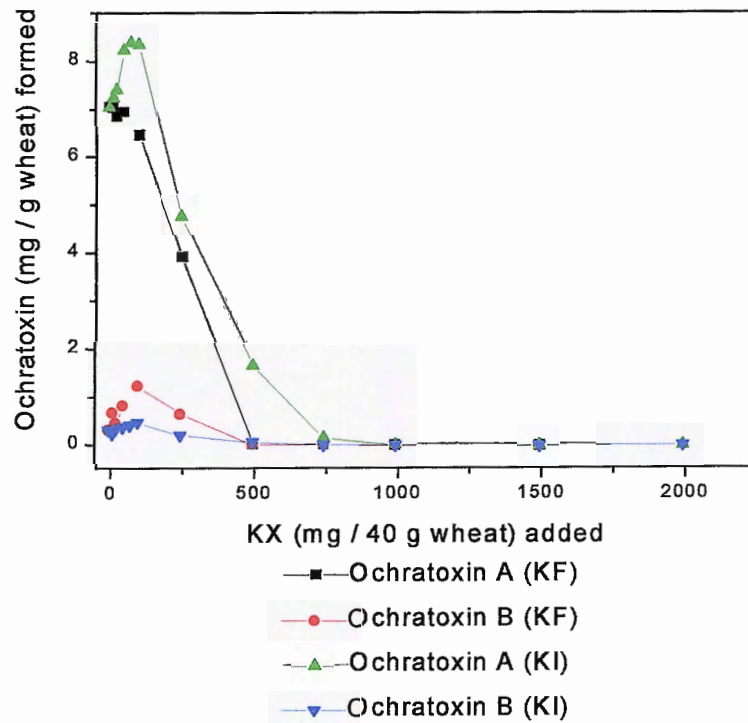 Ochratoxin (mg / g wheat) formed
8
6
4
2
0
0 500 1000 1500 2000
KX (mg / 40 g wheat) added
Ochratoxin A (KF)
Ochratoxin B (KF)
Ochratoxin A (KI)
Ochratoxin B (KI)